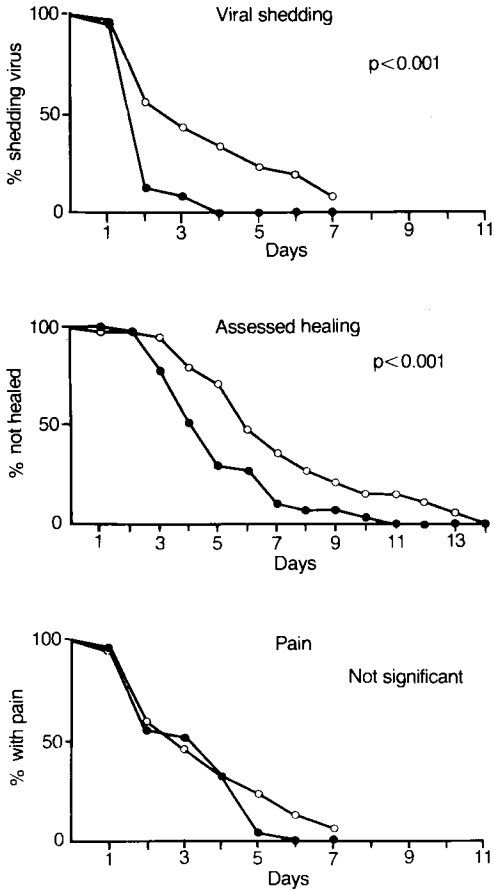 Viral shedding
p<0.001
% shedding virus
100
50
0
1 3 5 7 9 11
Days
Assessed healing
p<0.001
% not healed
100
50
0
1 3 5 7 9 11 13
Days
Pain
Not significant
% with pain
100
50
0
1 3 5 7 9 11
Days